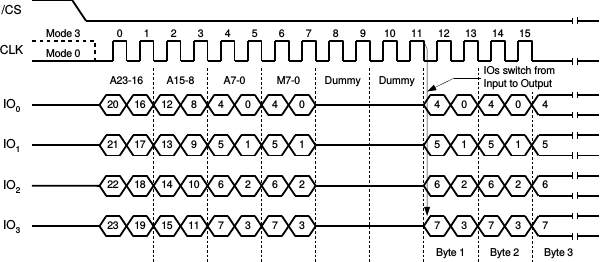 /CS
Mode 3 0 1 2 3 4 5 6 7 8 9 10 11 12 13 14 15
CLK Mode 0
A23-16 A15-8 A7-0 M7-0 Dummy Dummy IOs switch from
Input to Output
IO0 20 16 12 8 4 0 4 0 4 0 4 0 4
IO1 21 17 13 9 5 1 5 1 5 1 5 1 5
IO2 22 18 14 10 6 2 6 2 6 2 6 2 6
IO3 23 19 15 11 7 3 7 3 7 3 7 3 7
Byte 1 Byte 2 Byte 3